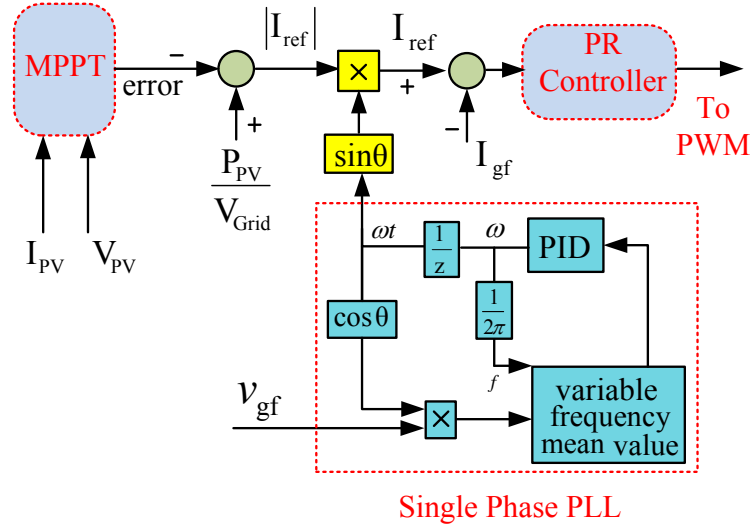 MPPT
error
−
+
|I_ref|
×
I_ref
+
−
PR
Controller
To
PWM
P_PV
V_Grid
I_gf
sinθ
I_PV
V_PV
ωt
1
z
ω
PID
cosθ
1
2π
f
v_gf
×
variable
frequency
mean value
Single Phase PLL